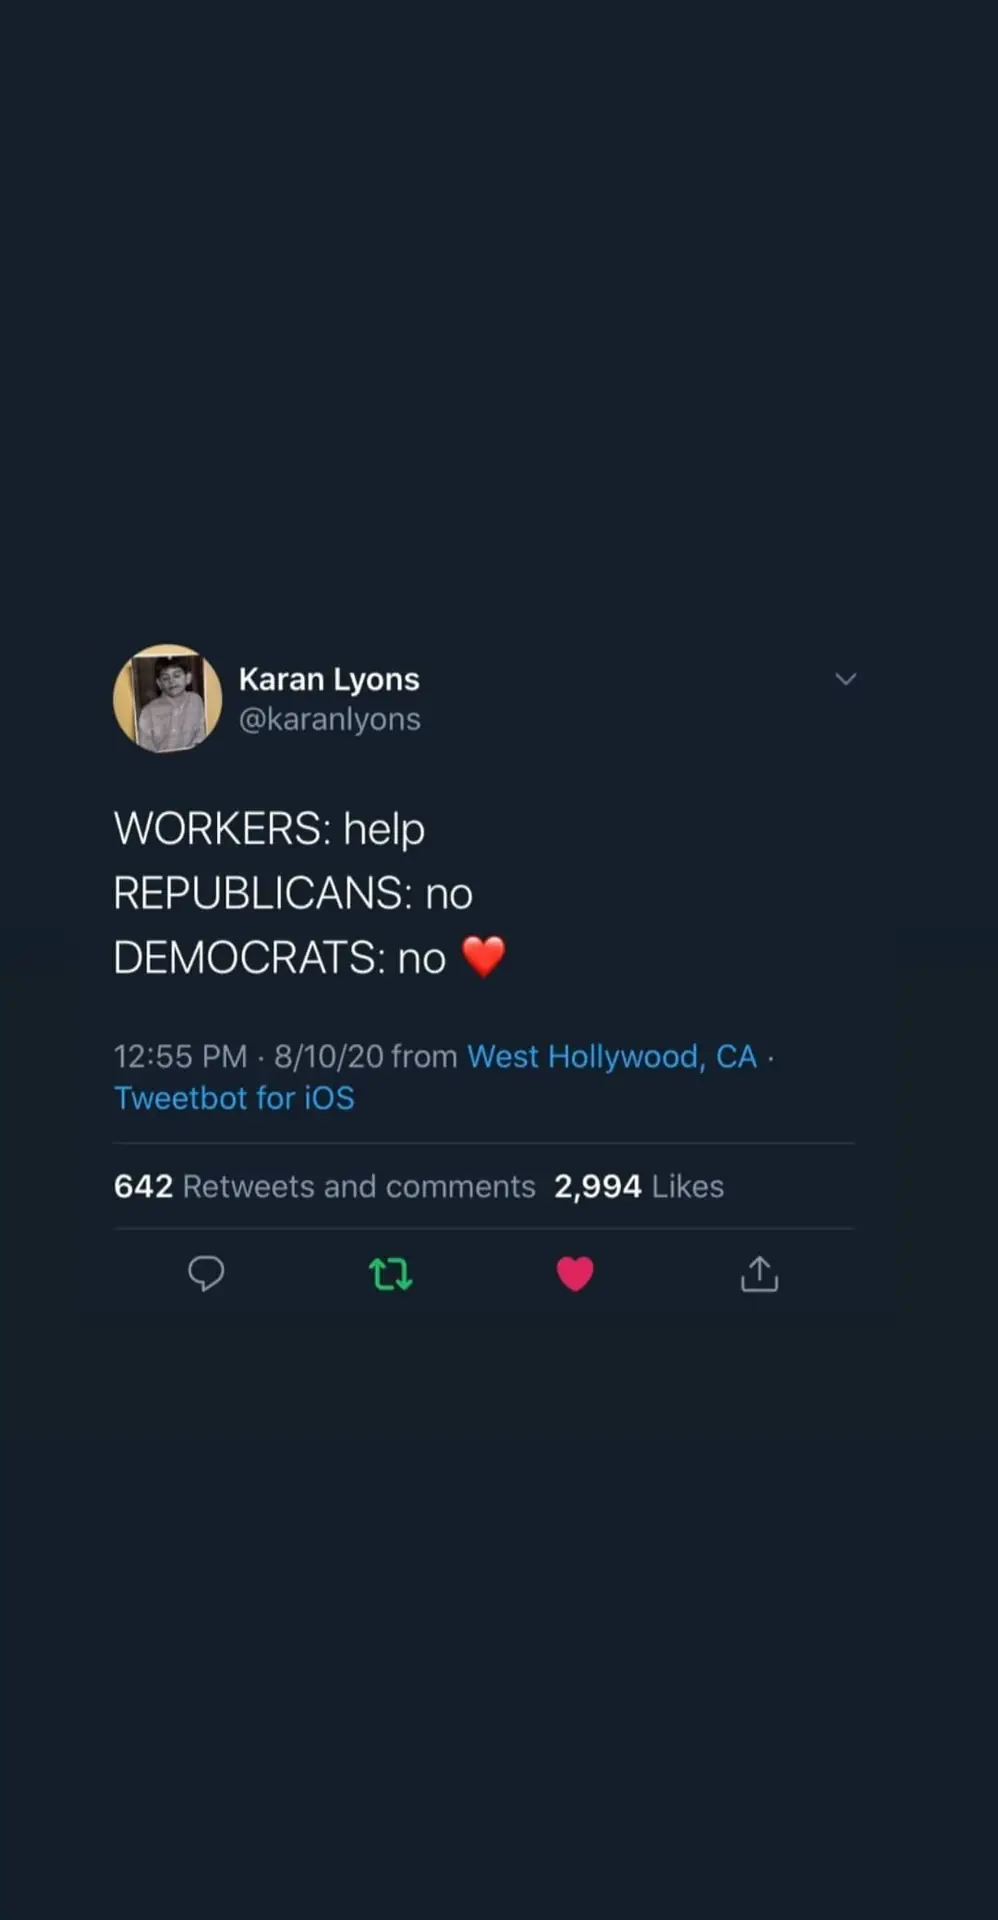 Karan Lyons
@karanlyons
WORKERS: help
REPUBLICANS: no
DEMOCRATS: no ❤️
12:55 PM · 8/10/20 from West Hollywood, CA ·
Tweetbot for iOS
642 Retweets and comments 2,994 Likes